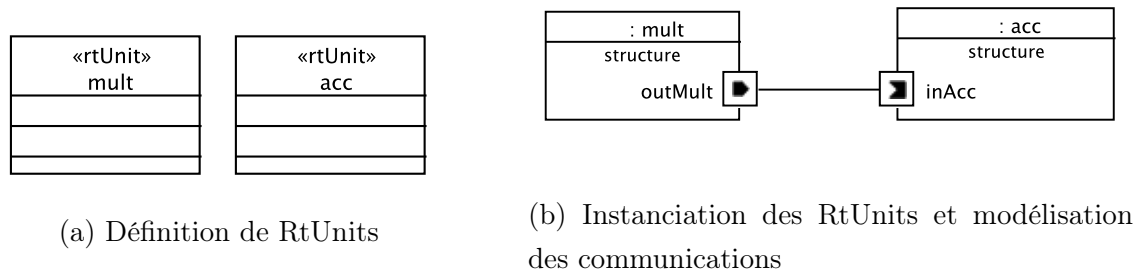 «rtUnit»
mult
«rtUnit»
acc
(a) Définition de RtUnits
: mult
structure
outMult
: acc
structure
inAcc
(b) Instanciation des RtUnits et modélisation
des communications